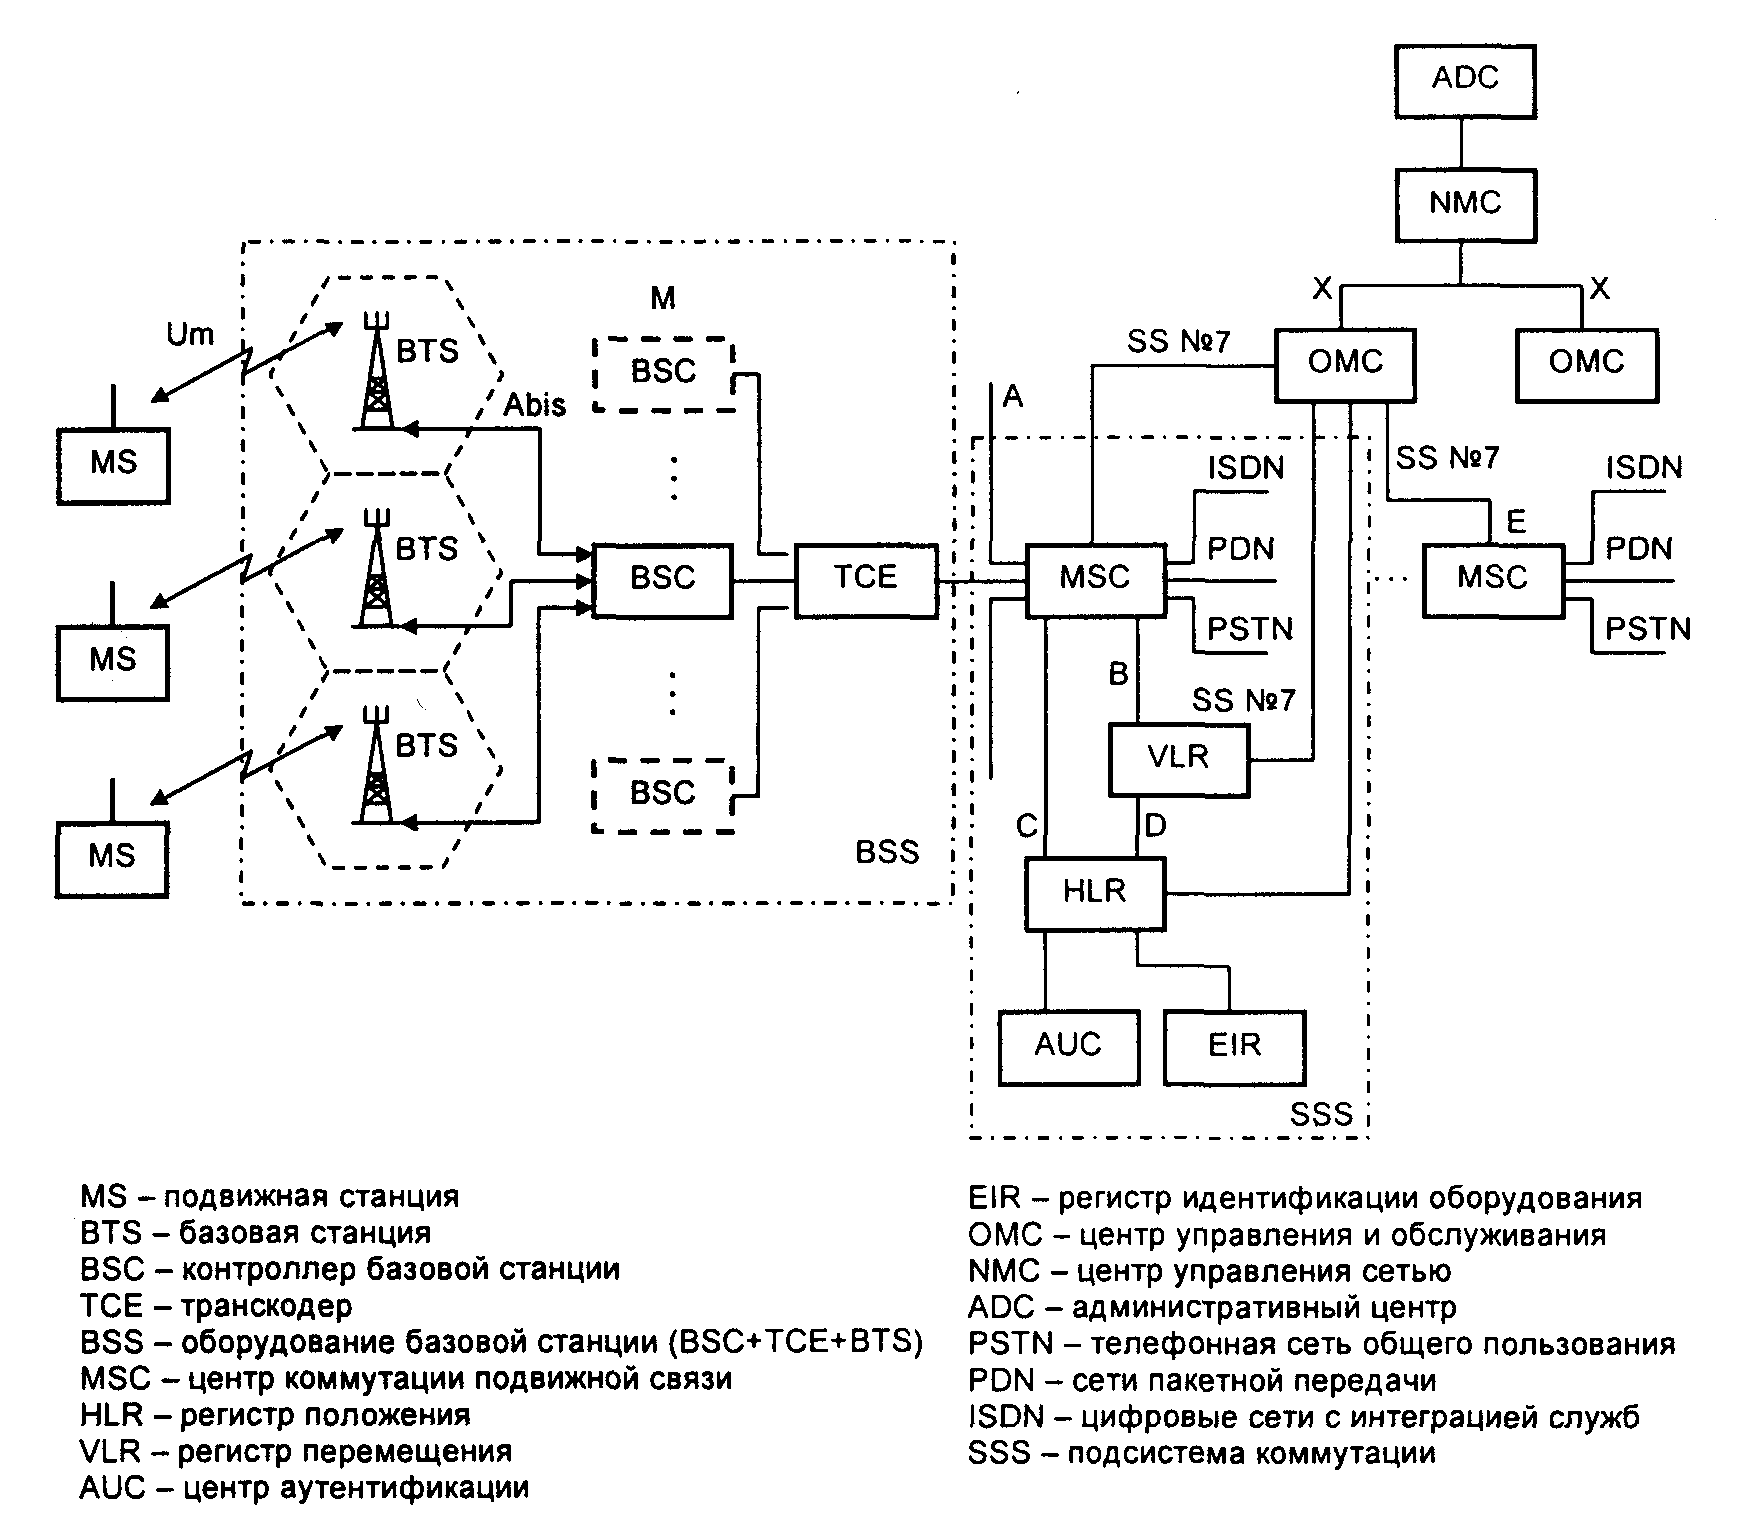 ADC
NMC
X X
OMC OMC
SS №7
M
Um
BTS
BSC
Abis
A
MS
ISDN
SS №7
ISDN
E
BTS
BSC
TCE
MSC
PDN
MSC
PDN
PSTN
PSTN
MS
B
SS №7
BTS
VLR
BSC
C D
MS
BSS
HLR
AUC
EIR
SSS
MS – подвижная станция
BTS – базовая станция
BSC – контроллер базовой станции
TCE – транскодер
BSS – оборудование базовой станции (BSC+TCE+BTS)
MSC – центр коммутации подвижной связи
HLR – регистр положения
VLR – регистр перемещения
AUC – центр аутентификации
EIR – регистр идентификации оборудования
OMC – центр управления и обслуживания
NMC – центр управления сетью
ADC – административный центр
PSTN – телефонная сеть общего пользования
PDN – сети пакетной передачи
ISDN – цифровые сети с интеграцией служб
SSS – подсистема коммутации